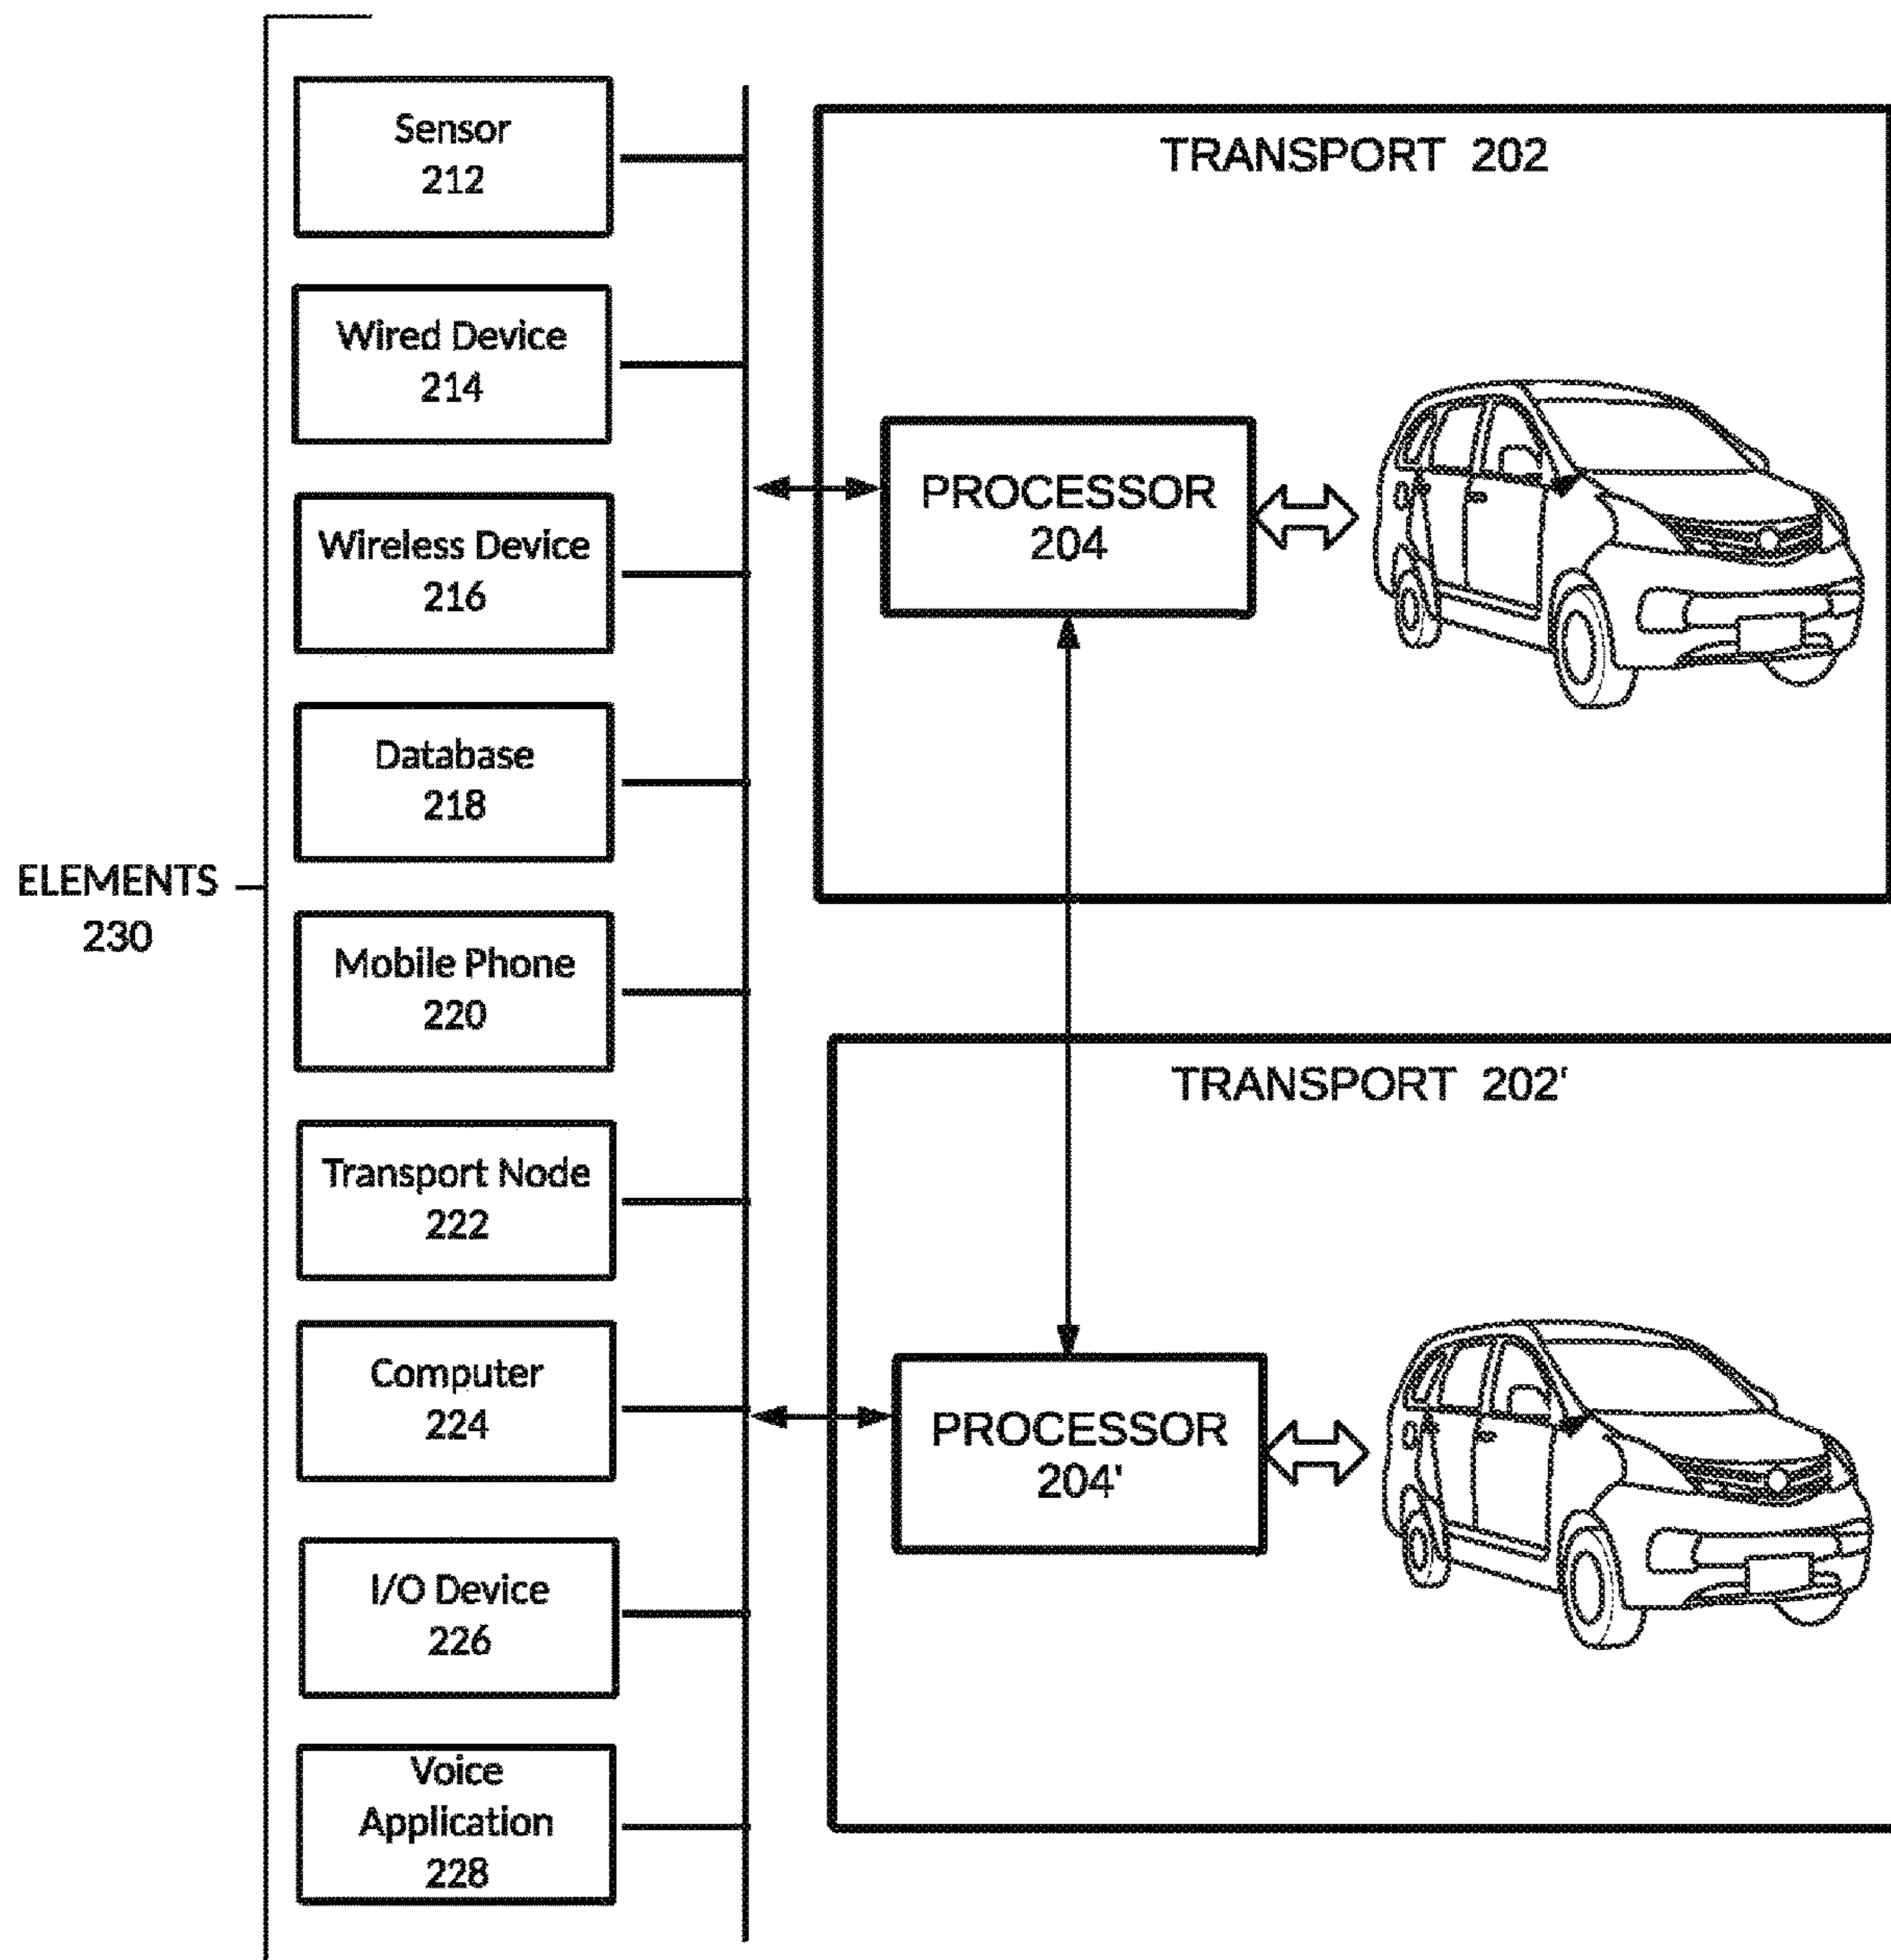 ELEMENTS
230
Sensor
212
Wired Device
214
Wireless Device
216
Database
218
Mobile Phone
220
Transport Node
222
Computer
224
I/O Device
226
Voice
Application
228
TRANSPORT 202
PROCESSOR
204
TRANSPORT 202'
PROCESSOR
204'